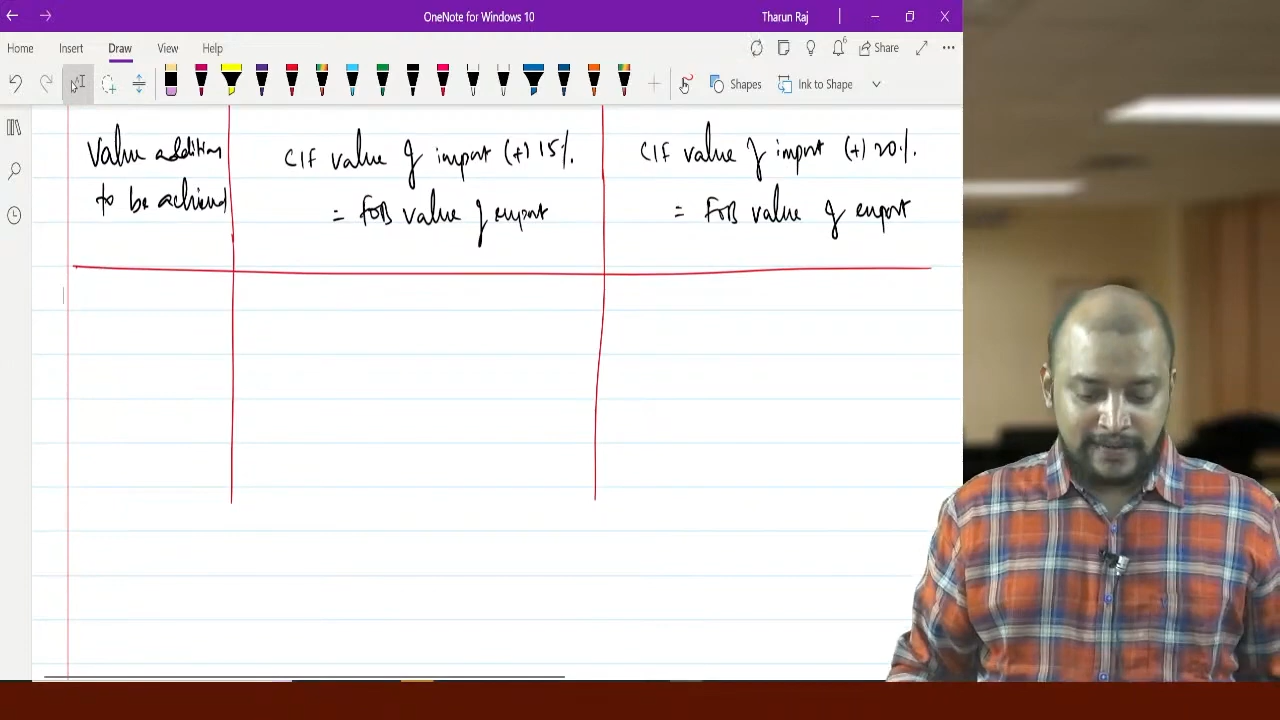 OneNote for Windows 10
Tharun Raj
Home Insert Draw View Help
6
Share
Shapes
Ink to Shape
Value addition
to be achieved
CIF value of import (+) 15%.
= FOB value of export
CIF value of import (+) 20%.
= FOB value of export